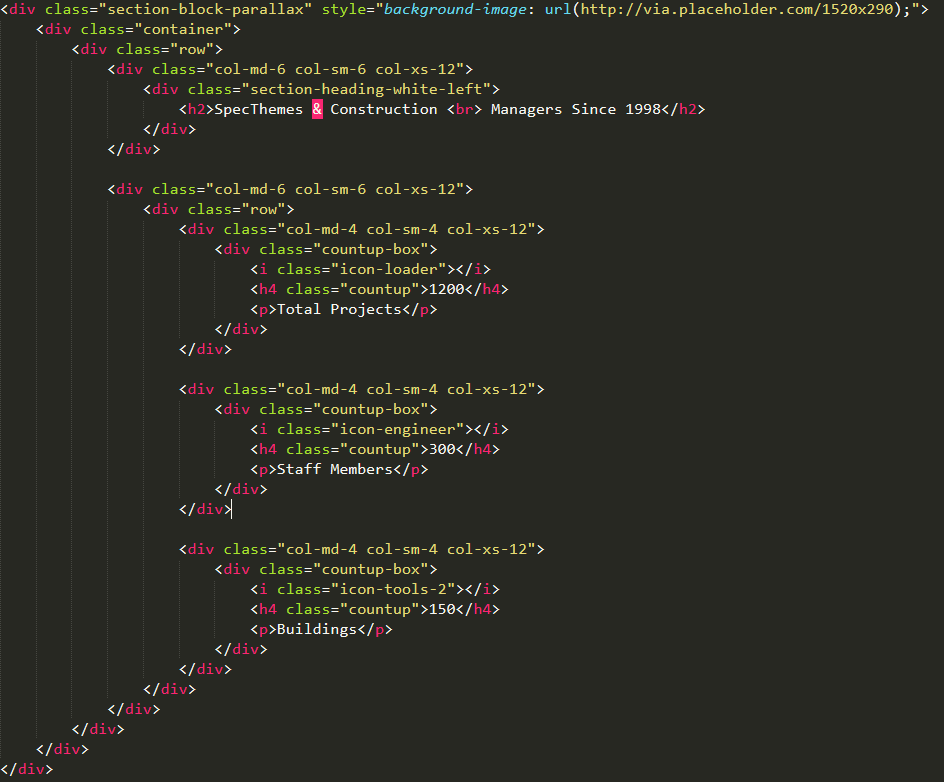 <div class="section-block-parallax" style="background-image: url(http://via.placeholder.com/1520x290);">
<div class="container">
<div class="row">
<div class="col-md-6 col-sm-6 col-xs-12">
<div class="section-heading-white-left">
<h2>SpecThemes & Construction <br> Managers Since 1998</h2>
</div>
</div>
<div class="col-md-6 col-sm-6 col-xs-12">
<div class="row">
<div class="col-md-4 col-sm-4 col-xs-12">
<div class="countup-box">
<i class="icon-loader"></i>
<h4 class="countup">1200</h4>
<p>Total Projects</p>
</div>
</div>
<div class="col-md-4 col-sm-4 col-xs-12">
<div class="countup-box">
<i class="icon-engineer"></i>
<h4 class="countup">300</h4>
<p>Staff Members</p>
</div>
</div>
<div class="col-md-4 col-sm-4 col-xs-12">
<div class="countup-box">
<i class="icon-tools-2"></i>
<h4 class="countup">150</h4>
<p>Buildings</p>
</div>
</div>
</div>
</div>
</div>
</div>
</div>